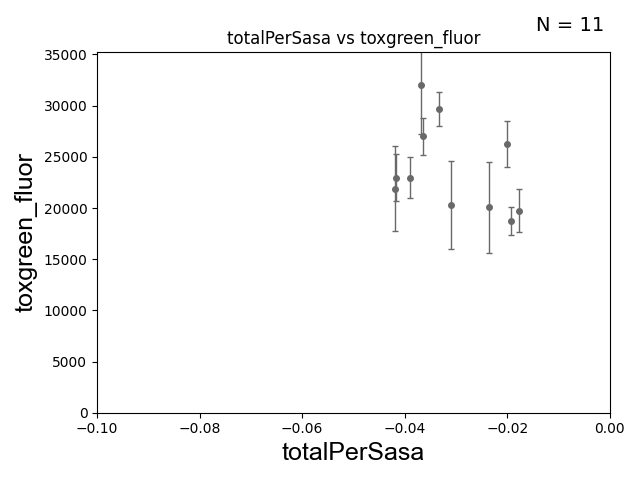 N = 11
totalPerSasa vs toxgreen_fluor
35000
30000
25000
20000
15000
10000
5000
0
toxgreen_fluor
−0.10 −0.08 −0.06 −0.04 −0.02 0.00
totalPerSasa